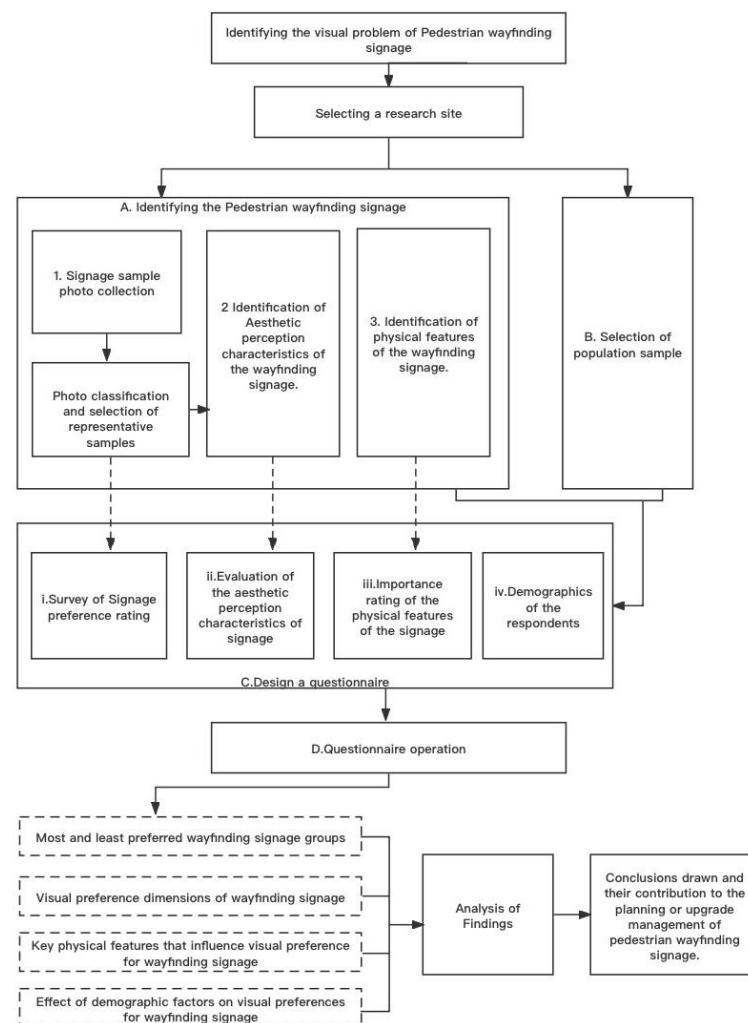 Identifying the visual problem of Pedestrian wayfinding
signage
Selecting a research site
A. Identifying the Pedestrian wayfinding signage
1. Signage sample
photo collection
Photo classification
and selection of
representative
samples
2 Identification of
Aesthetic
perception
characteristics of
the wayfinding
signage.
3. Identification of
physical features
of the wayfinding
signage.
B. Selection of
population sample
i.Survey of Signage
preference rating
ii.Evaluation of
the aesthetic
perception
characteristics of
signage
iii.Importance
rating of the
physical features
of the signage
iv.Demographics
of the
respondents
C.Design a questionnaire
D.Questionnaire operation
Most and least preferred wayfinding signage groups
Visual preference dimensions of wayfinding signage
Key physical features that influence visual preference
for wayfinding signage
Effect of demographic factors on visual preferences
for wayfinding signage
Analysis of
Findings
Conclusions drawn and
their contribution to the
planning or upgrade
management of
pedestrian wayfinding
signage.